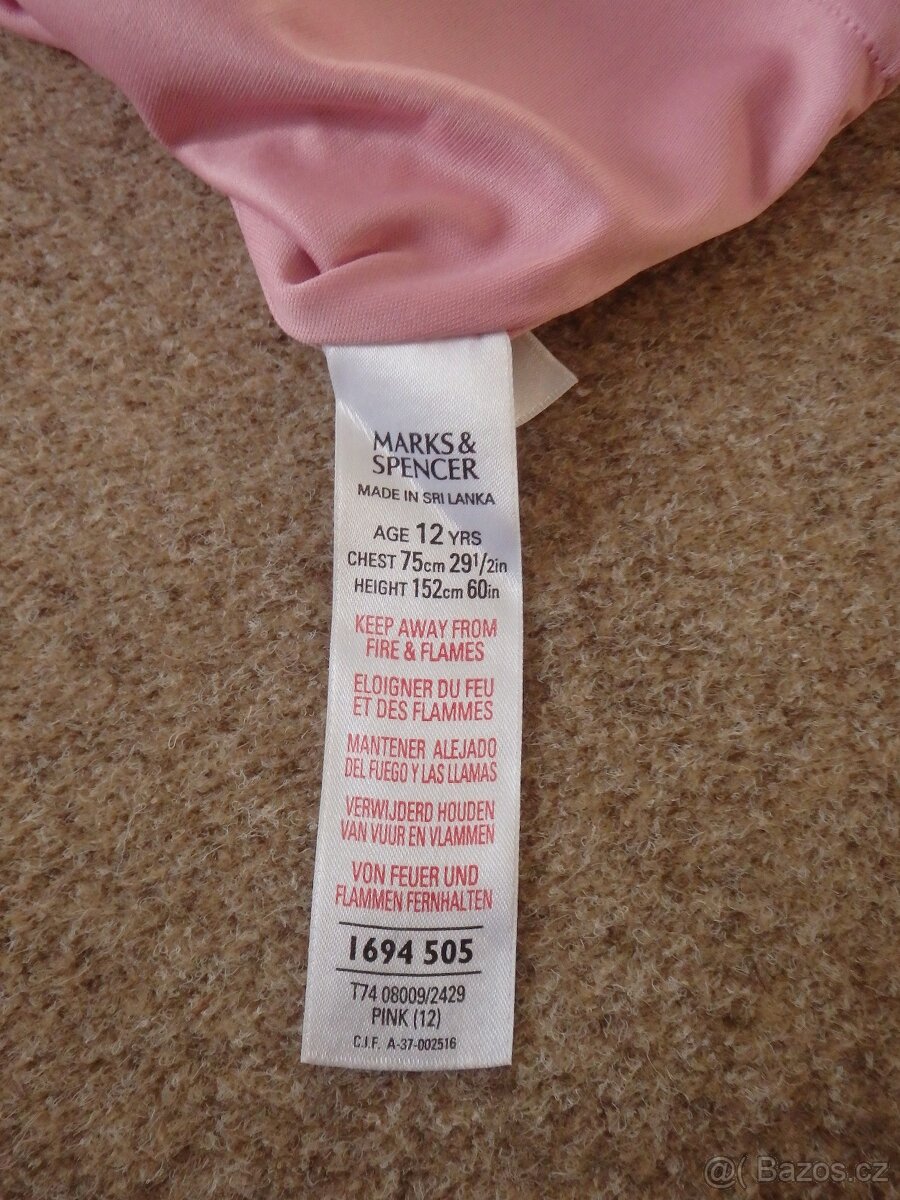 MARKS &
SPENCER
MADE IN SRI LANKA
AGE 12 YRS
CHEST 75cm 29 1/2in
HEIGHT 152cm 60in
KEEP AWAY FROM
FIRE & FLAMES
ELOIGNER DU FEU
ET DES FLAMMES
MANTENER ALEJADO
DEL FUEGO Y LAS LLAMAS
VERWIJDERD HOUDEN
VAN VUUR EN VLAMMEN
VON FEUER UND
FLAMMEN FERNHALTEN
1694 505
T74 08009/2429
PINK (12)
C.I.F. A-37-002516
@( Bazos.cz